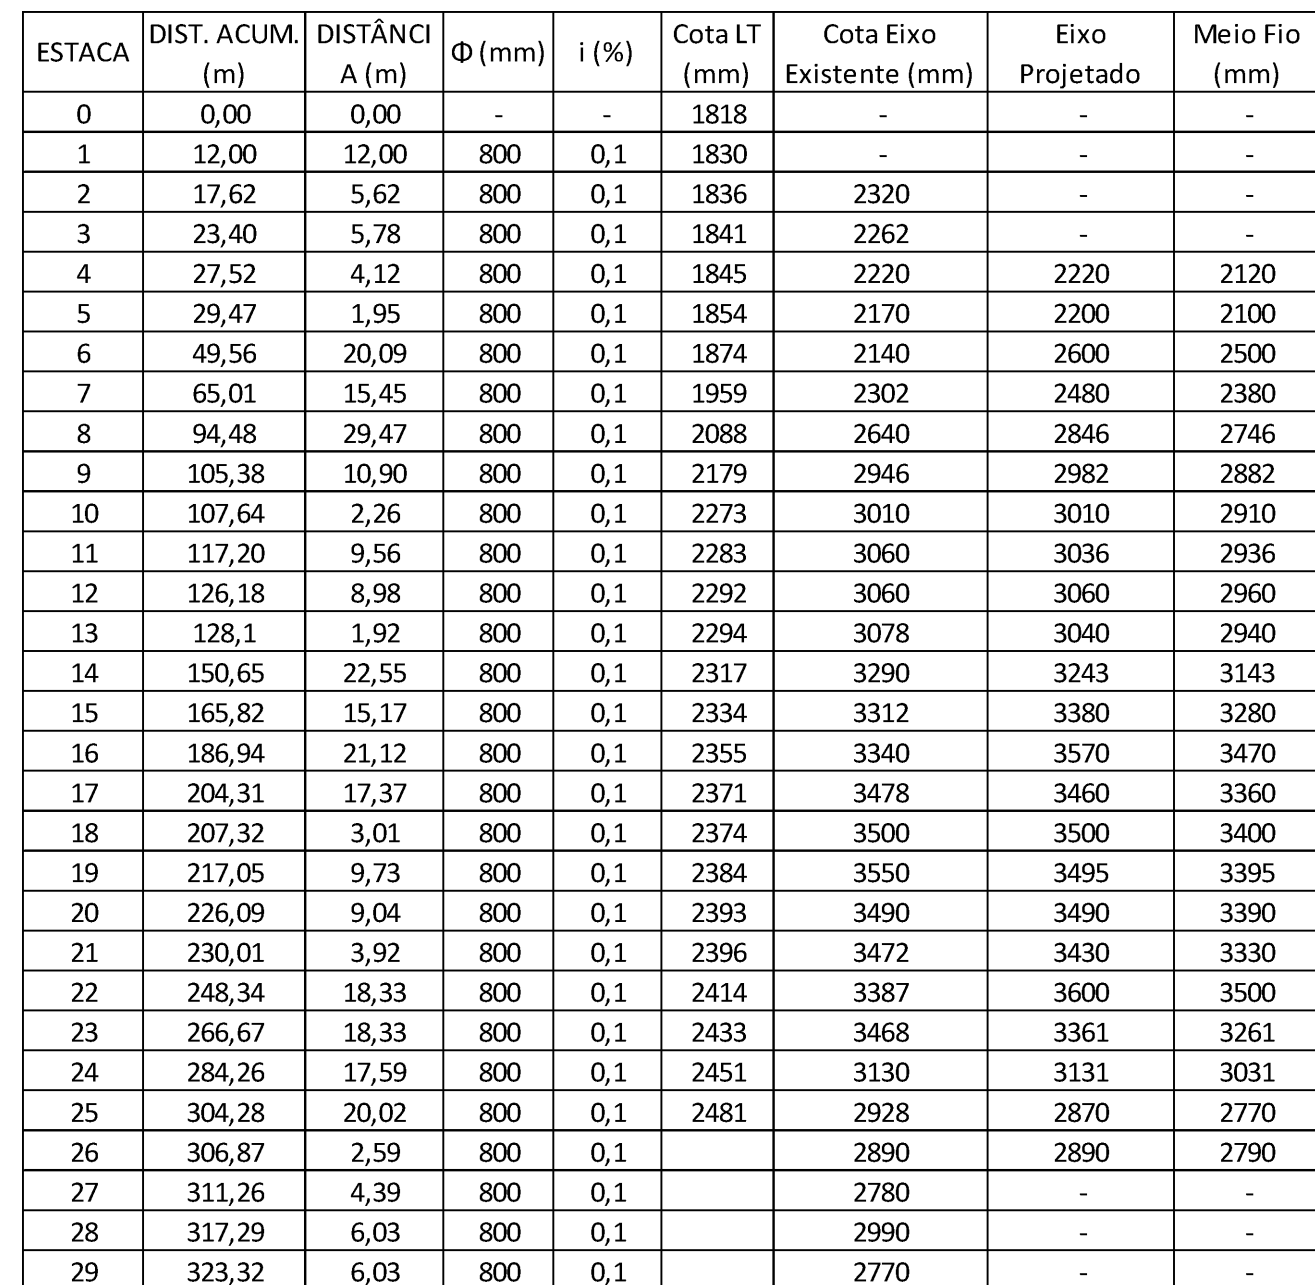 ESTACA DIST. ACUM. (m) DISTÂNCIA (m) Φ (mm) i (%) Cota LT (mm) Cota Eixo Existente (mm) Eixo Projetado Meio Fio (mm)
0 0,00 0,00 - - 1818 - - -
1 12,00 12,00 800 0,1 1830 - - -
2 17,62 5,62 800 0,1 1836 2320 - -
3 23,40 5,78 800 0,1 1841 2262 - -
4 27,52 4,12 800 0,1 1845 2220 2220 2120
5 29,47 1,95 800 0,1 1854 2170 2200 2100
6 49,56 20,09 800 0,1 1874 2140 2600 2500
7 65,01 15,45 800 0,1 1959 2302 2480 2380
8 94,48 29,47 800 0,1 2088 2640 2846 2746
9 105,38 10,90 800 0,1 2179 2946 2982 2882
10 107,64 2,26 800 0,1 2273 3010 3010 2910
11 117,20 9,56 800 0,1 2283 3060 3036 2936
12 126,18 8,98 800 0,1 2292 3060 3060 2960
13 128,1 1,92 800 0,1 2294 3078 3040 2940
14 150,65 22,55 800 0,1 2317 3290 3243 3143
15 165,82 15,17 800 0,1 2334 3312 3380 3280
16 186,94 21,12 800 0,1 2355 3340 3570 3470
17 204,31 17,37 800 0,1 2371 3478 3460 3360
18 207,32 3,01 800 0,1 2374 3500 3500 3400
19 217,05 9,73 800 0,1 2384 3550 3495 3395
20 226,09 9,04 800 0,1 2393 3490 3490 3390
21 230,01 3,92 800 0,1 2396 3472 3430 3330
22 248,34 18,33 800 0,1 2414 3387 3600 3500
23 266,67 18,33 800 0,1 2433 3468 3361 3261
24 284,26 17,59 800 0,1 2451 3130 3131 3031
25 304,28 20,02 800 0,1 2481 2928 2870 2770
26 306,87 2,59 800 0,1 2890 2890 2790
27 311,26 4,39 800 0,1 2780 - -
28 317,29 6,03 800 0,1 2990 - -
29 323,32 6,03 800 0,1 2770 - -